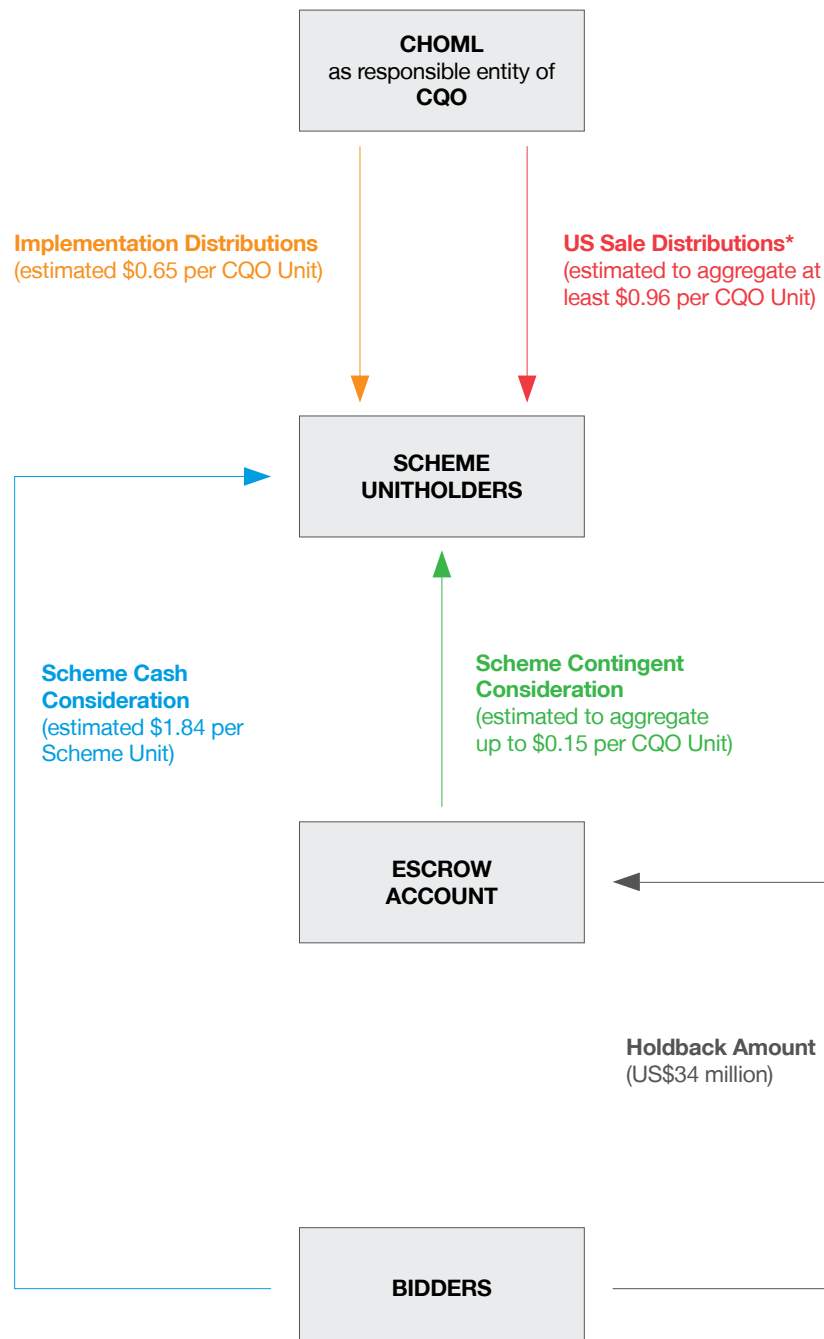 CHOML
as responsible entity of
CQO
Implementation Distributions
(estimated $0.65 per CQO Unit)
US Sale Distributions*
(estimated to aggregate at
least $0.96 per CQO Unit)
SCHEME
UNITHOLDERS
Scheme Cash
Consideration
(estimated $1.84 per
Scheme Unit)
Scheme Contingent
Consideration
(estimated to aggregate
up to $0.15 per CQO Unit)
ESCROW
ACCOUNT
Holdback Amount
(US$34 million)
BIDDERS